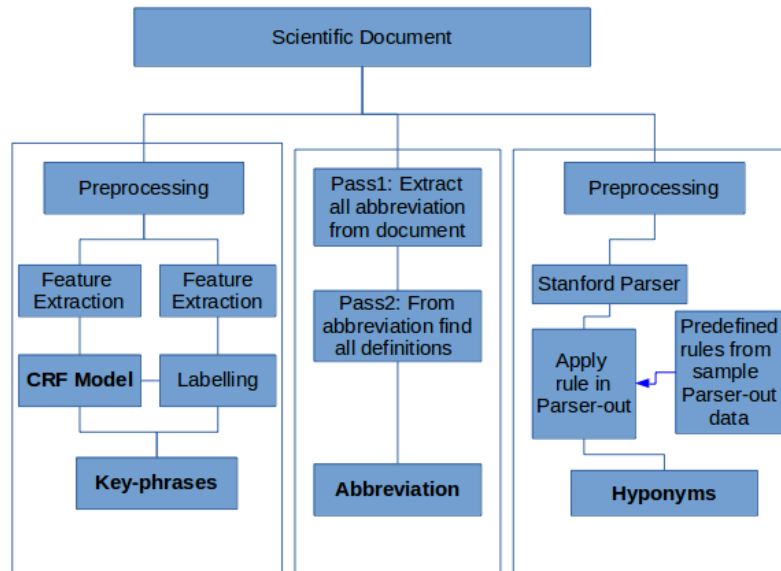 Scientific Document
Preprocessing
Feature
Extraction
Feature
Extraction
CRF Model
Labelling
Key-phrases
Pass1: Extract
all abbreviation
from document
Pass2: From
abbreviation find
all definitions
Abbreviation
Preprocessing
Stanford Parser
Apply
rule in
Parser-out
Predefined
rules from
sample
Parser-out
data
Hyponyms